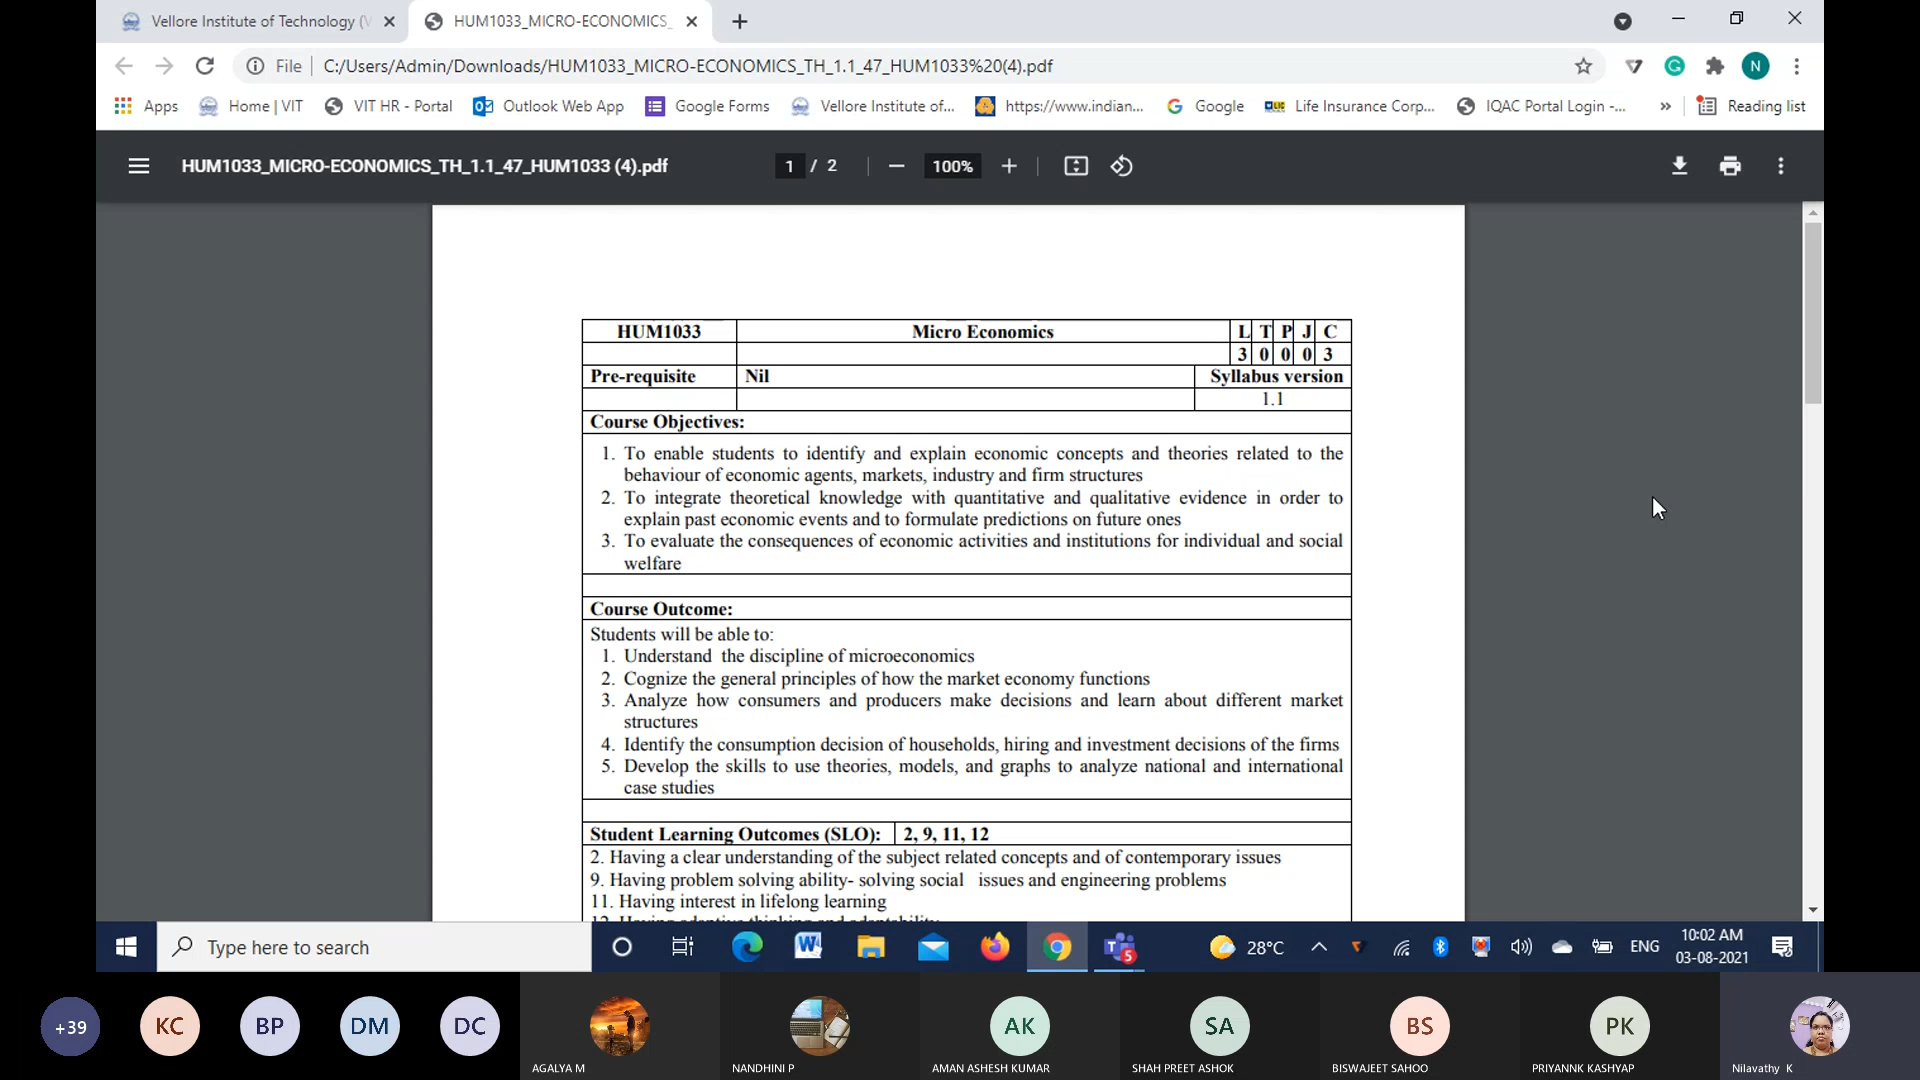 Vellore Institute of Technology (V
HUM1033_MICRO-ECONOMICS_
File
C:/Users/Admin/Downloads/HUM1033_MICRO-ECONOMICS_TH_1.1_47_HUM1033%20(4).pdf
N
Apps
Home | VIT
VIT HR - Portal
Outlook Web App
Google Forms
Vellore Institute of...
https://www.indian...
Google
Life Insurance Corp...
IQAC Portal Login -...
»
Reading list
HUM1033_MICRO-ECONOMICS_TH_1.1_47_HUM1033 (4).pdf
1 / 2
100%
HUM1033 Micro Economics L T P J C
3 0 0 0 3
Pre-requisite Nil Syllabus version
1.1
Course Objectives:
1. To enable students to identify and explain economic concepts and theories related to the
behaviour of economic agents, markets, industry and firm structures
2. To integrate theoretical knowledge with quantitative and qualitative evidence in order to
explain past economic events and to formulate predictions on future ones
3. To evaluate the consequences of economic activities and institutions for individual and social
welfare
Course Outcome:
Students will be able to:
1. Understand the discipline of microeconomics
2. Cognize the general principles of how the market economy functions
3. Analyze how consumers and producers make decisions and learn about different market
structures
4. Identify the consumption decision of households, hiring and investment decisions of the firms
5. Develop the skills to use theories, models, and graphs to analyze national and international
case studies
Student Learning Outcomes (SLO): 2, 9, 11, 12
2. Having a clear understanding of the subject related concepts and of contemporary issues
9. Having problem solving ability- solving social issues and engineering problems
11. Having interest in lifelong learning
12. Having adaptive thinking and adaptability
Type here to search
5
28°C
ENG
10:02 AM
03-08-2021
+39
KC
BP
DM
DC
AGALYA M
NANDHINI P
AK
AMAN ASHESH KUMAR
SA
SHAH PREET ASHOK
BS
BISWAJEET SAHOO
PK
PRIYANNK KASHYAP
Nilavathy K